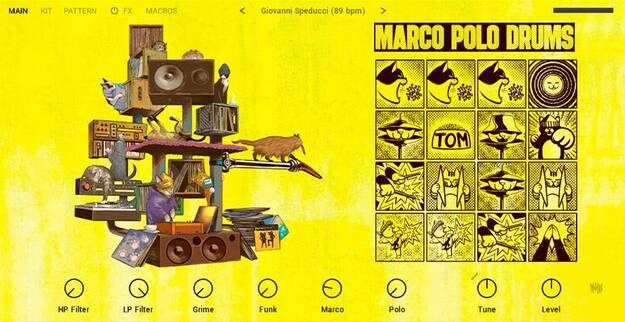 MAIN KIT PATTERN FX MACROS
Giovanni Speducci (89 bpm)
MARCO POLO DRUMS
TOM
HP Filter LP Filter Grime Funk Marco Polo Tune Level